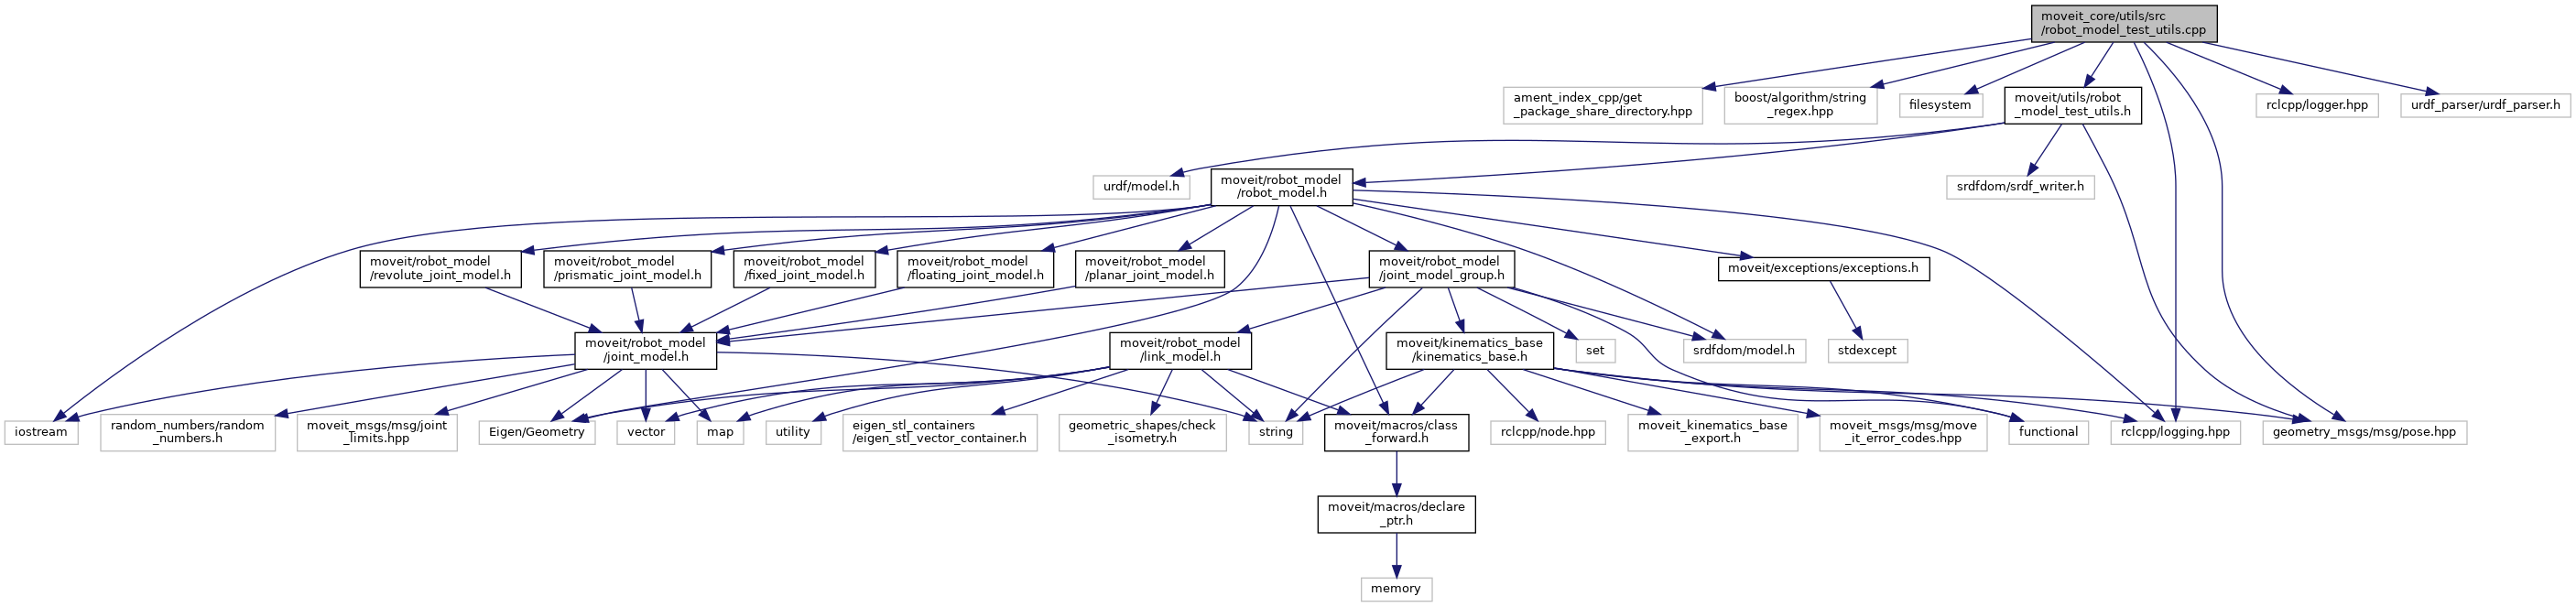 moveit_core/utils/src
/robot_model_test_utils.cpp
ament_index_cpp/get
_package_share_directory.hpp
boost/algorithm/string
_regex.hpp
filesystem
moveit/utils/robot
_model_test_utils.h
rclcpp/logger.hpp
urdf_parser/urdf_parser.h
urdf/model.h
moveit/robot_model
/robot_model.h
srdfdom/srdf_writer.h
moveit/robot_model
/revolute_joint_model.h
moveit/robot_model
/prismatic_joint_model.h
moveit/robot_model
/fixed_joint_model.h
moveit/robot_model
/floating_joint_model.h
moveit/robot_model
/planar_joint_model.h
moveit/robot_model
/joint_model_group.h
moveit/exceptions/exceptions.h
moveit/robot_model
/joint_model.h
moveit/robot_model
/link_model.h
moveit/kinematics_base
/kinematics_base.h
set
srdfdom/model.h
stdexcept
iostream
random_numbers/random
_numbers.h
moveit_msgs/msg/joint
_limits.hpp
Eigen/Geometry
vector
map
utility
eigen_stl_containers
/eigen_stl_vector_container.h
geometric_shapes/check
_isometry.h
string
moveit/macros/class
_forward.h
rclcpp/node.hpp
moveit_kinematics_base
_export.h
moveit_msgs/msg/move
_it_error_codes.hpp
functional
rclcpp/logging.hpp
geometry_msgs/msg/pose.hpp
moveit/macros/declare
_ptr.h
memory